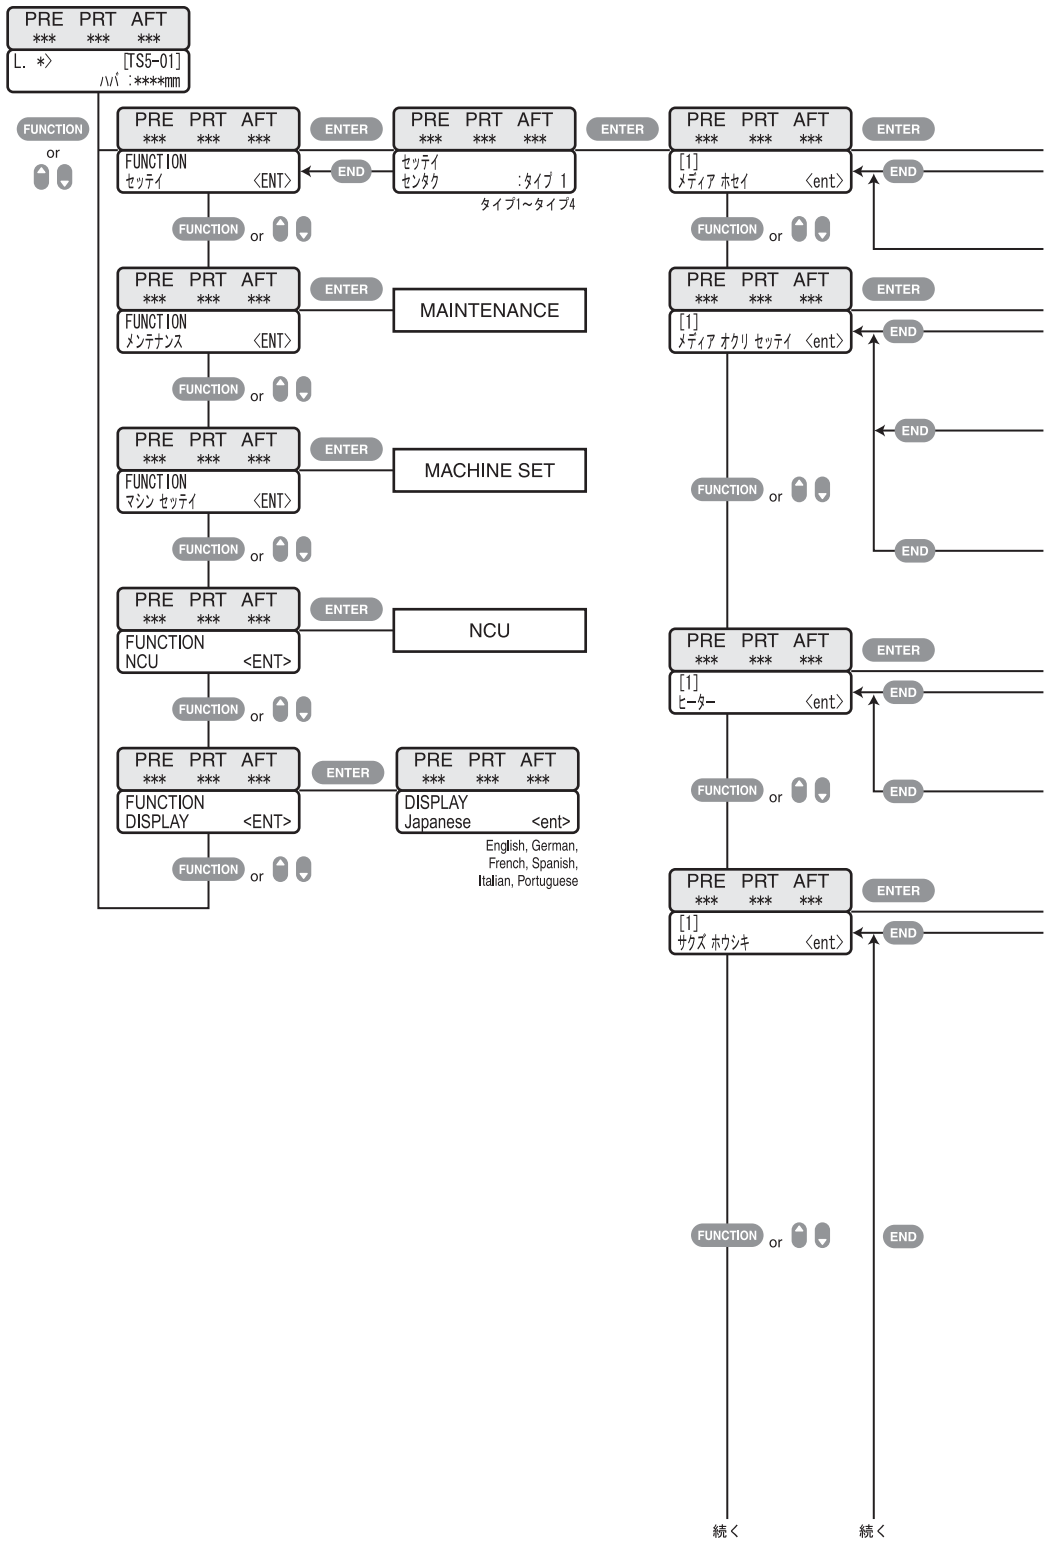 PRE PRT AFT
*** *** ***
L. *> [TS5-01]
ハバ :****mm
FUNCTION
or
PRE PRT AFT
*** *** ***
FUNCTION
セッテイ <ENT>
ENTER
END
PRE PRT AFT
*** *** ***
セッテイ
センタク :タイプ 1
タイプ1～タイプ4
ENTER
PRE PRT AFT
*** *** ***
[1]
メディア ホセイ <ent>
ENTER
END
FUNCTION or
FUNCTION or
PRE PRT AFT
*** *** ***
FUNCTION
メンテナンス <ENT>
ENTER
MAINTENANCE
PRE PRT AFT
*** *** ***
[1]
メディア オクリ セッテイ <ent>
ENTER
END
FUNCTION or
END
PRE PRT AFT
*** *** ***
FUNCTION
マシン セッテイ <ENT>
ENTER
MACHINE SET
FUNCTION or
FUNCTION or
END
PRE PRT AFT
*** *** ***
FUNCTION
NCU <ENT>
ENTER
NCU
PRE PRT AFT
*** *** ***
[1]
ヒーター <ent>
ENTER
END
FUNCTION or
PRE PRT AFT
*** *** ***
FUNCTION
DISPLAY <ENT>
ENTER
PRE PRT AFT
*** *** ***
DISPLAY
Japanese <ent>
English, German,
French, Spanish,
Italian, Portuguese
FUNCTION or
END
FUNCTION or
PRE PRT AFT
*** *** ***
[1]
サクズ ホウシキ <ent>
ENTER
END
FUNCTION or
END
続く
続く